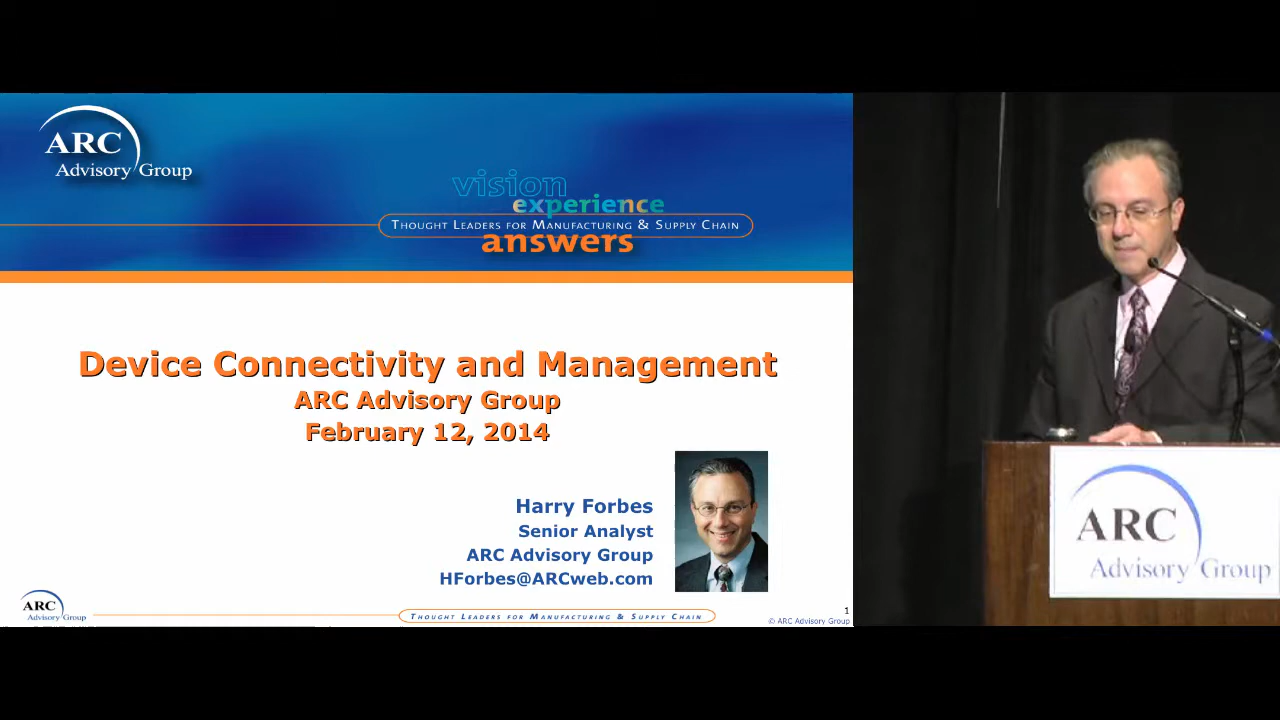 ARC
Advisory Group
vision
experience
THOUGHT LEADERS FOR MANUFACTURING & SUPPLY CHAIN
answers
Device Connectivity and Management
ARC Advisory Group
February 12, 2014
Harry Forbes
Senior Analyst
ARC Advisory Group
HForbes@ARCweb.com
ARC
Advisory Group
THOUGHT LEADERS FOR MANUFACTURING & SUPPLY CHAIN
1
© ARC Advisory Group
ARC
Advisory Group